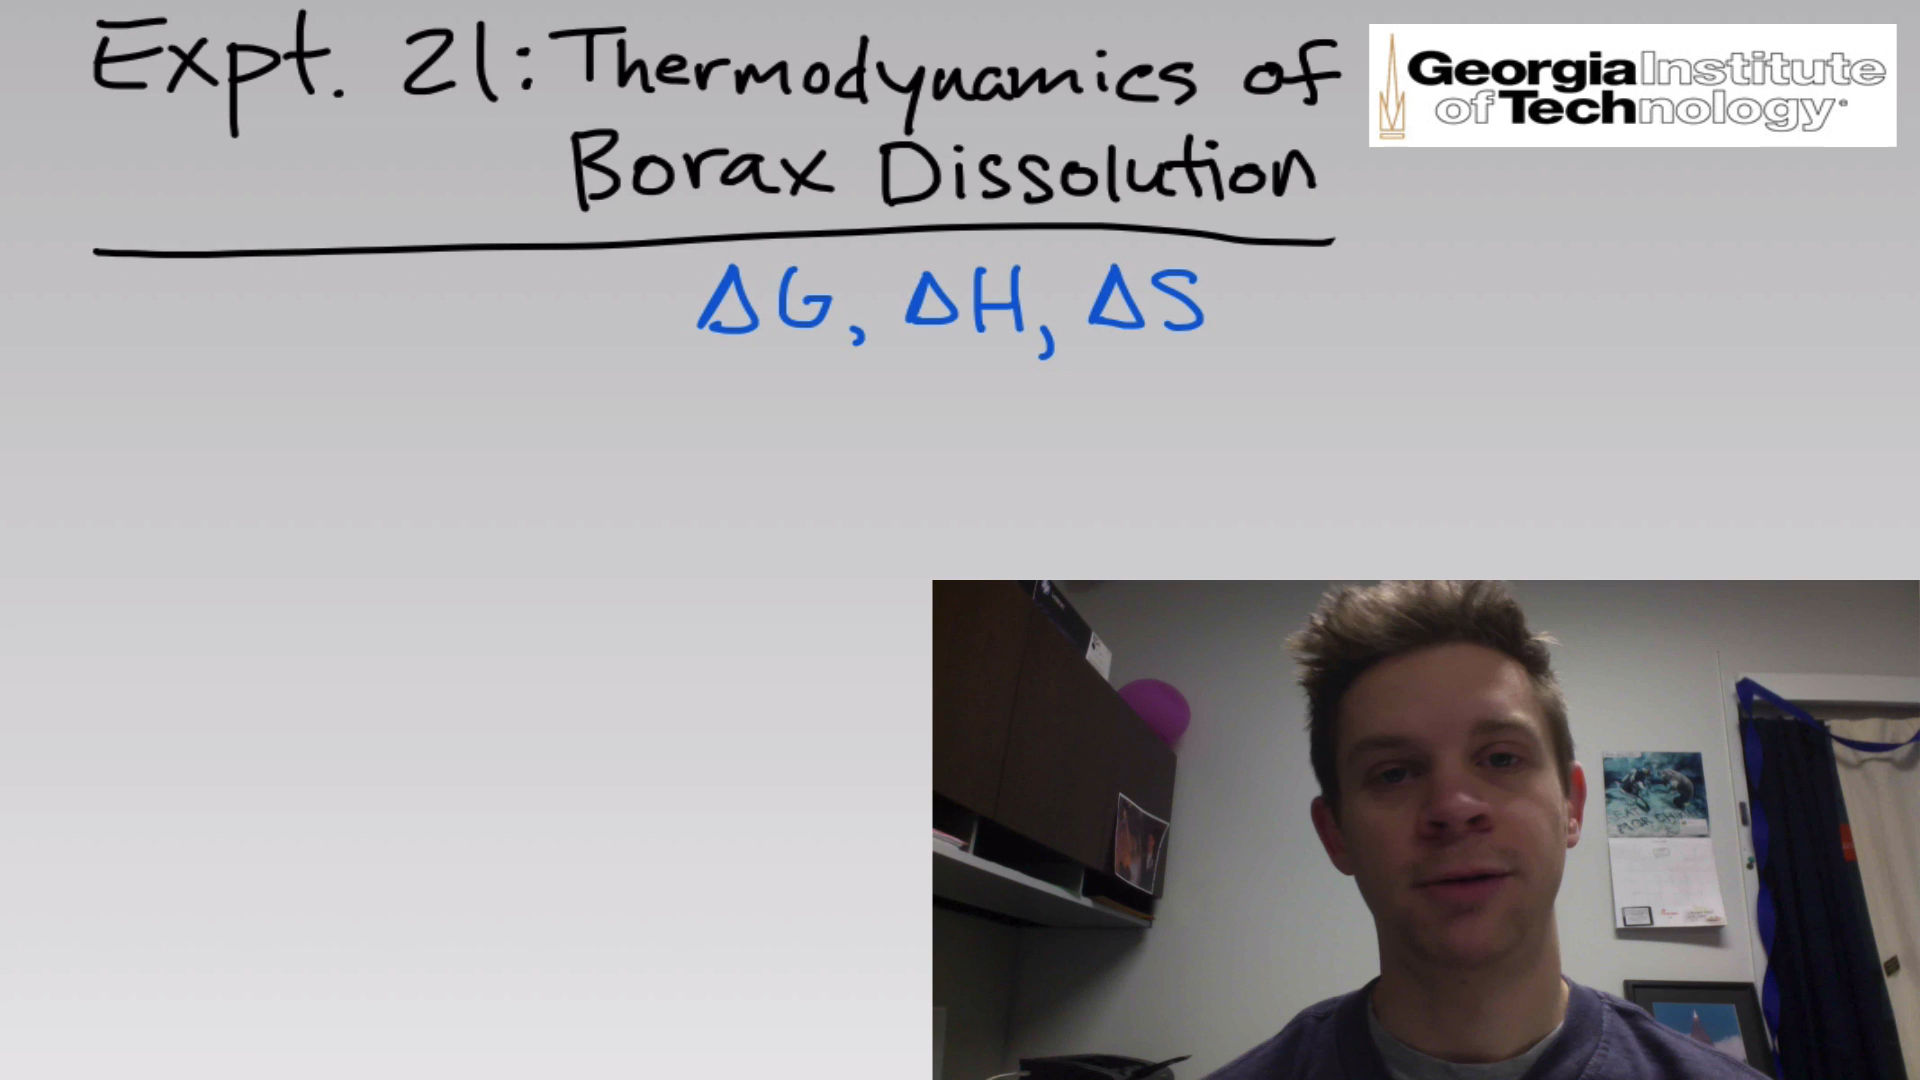 Expt. 21: Thermodynamics of
Borax Dissolution
ΔG, ΔH, ΔS
Georgia Institute
of Technology